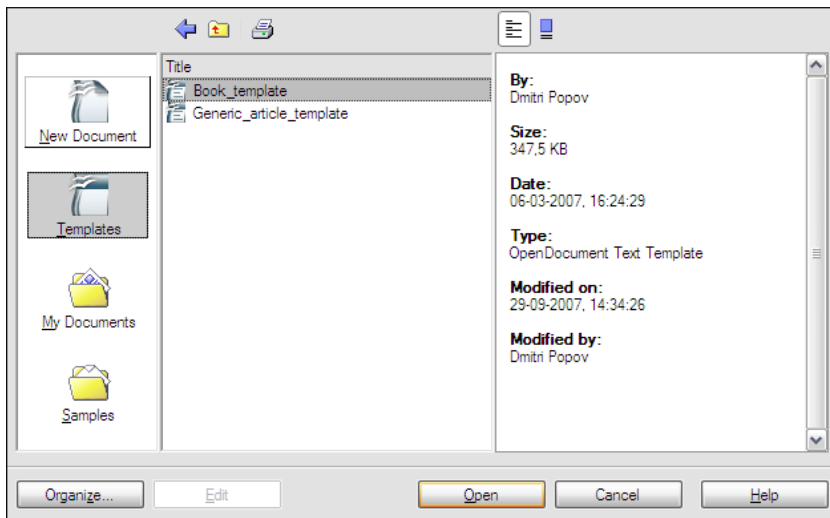 New Document
Templates
My Documents
Samples
Title
Book_template
Generic_article_template
By:
Dmitri Popov
Size:
347,5 KB
Date:
06-03-2007, 16:24:29
Type:
OpenDocument Text Template
Modified on:
29-09-2007, 14:34:26
Modified by:
Dmitri Popov
Organize...
Edit
Open
Cancel
Help